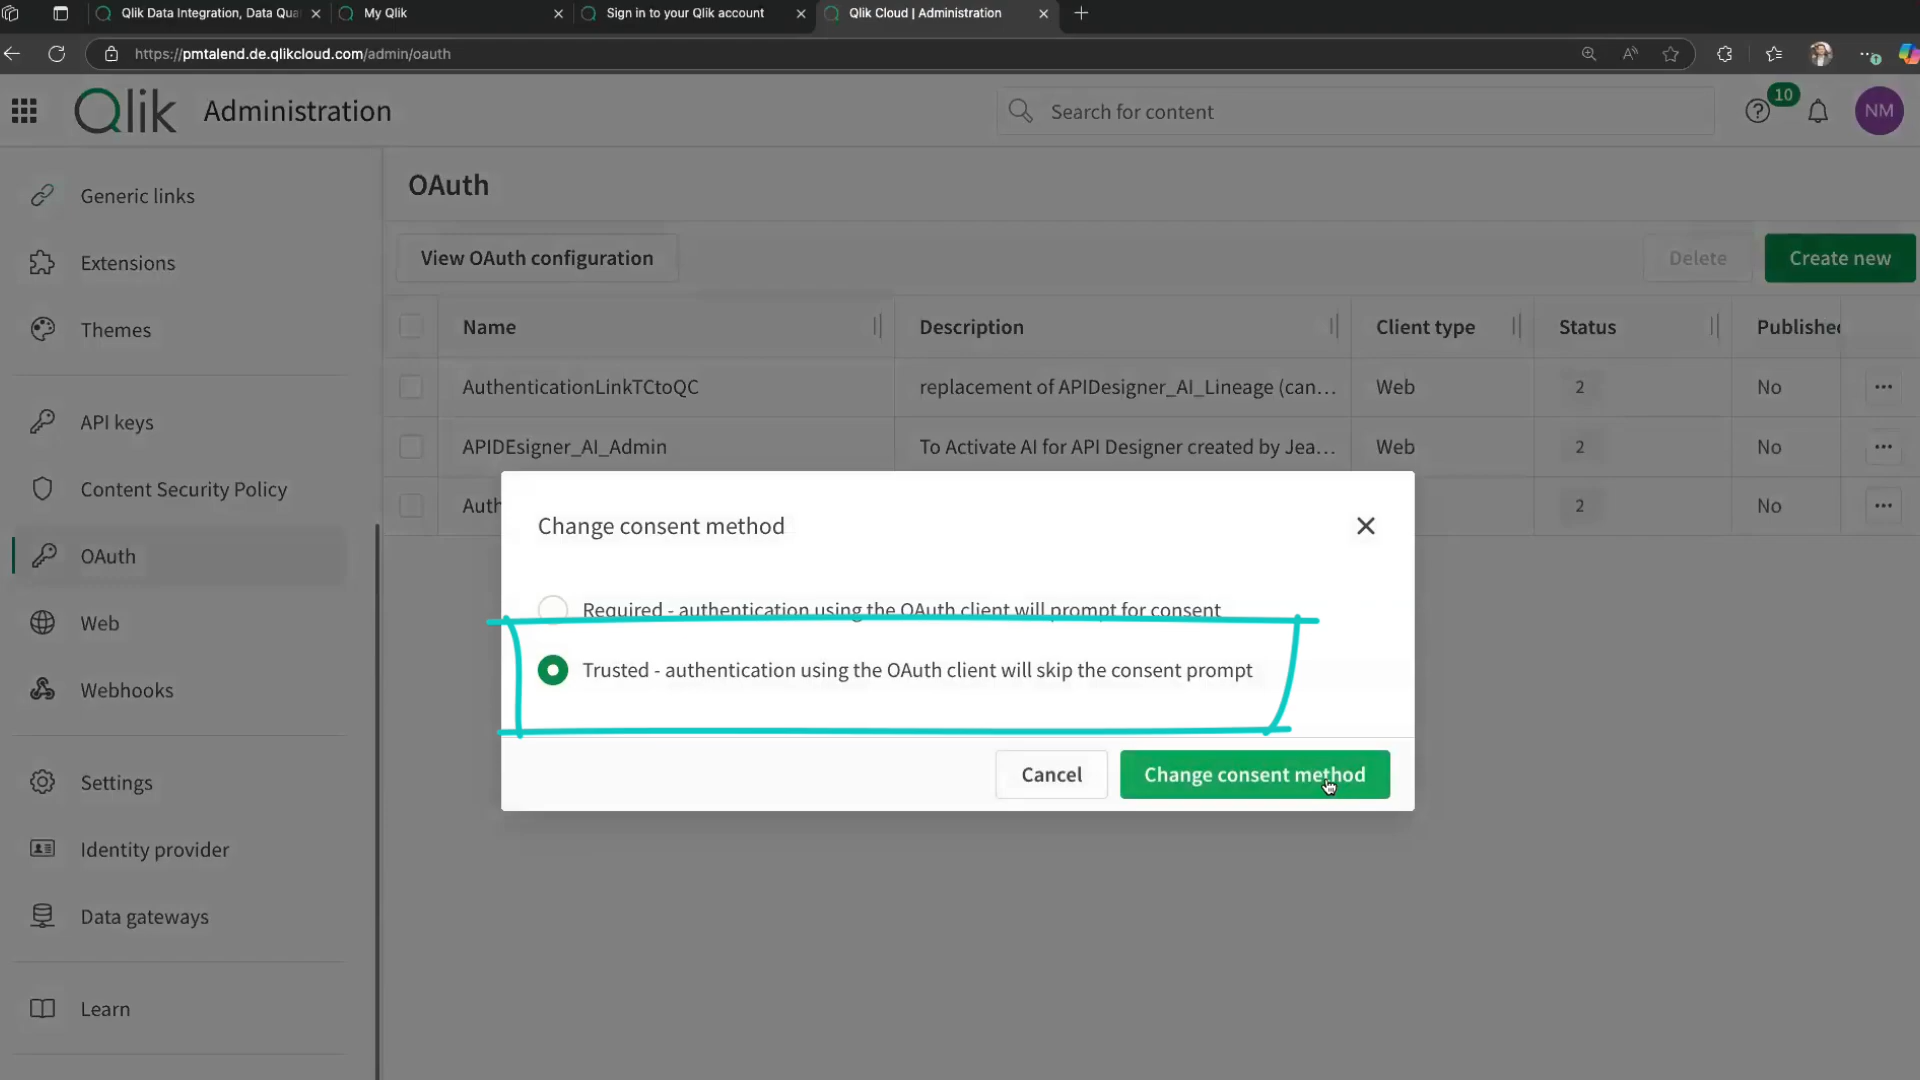 Qlik Data Integration, Data Qua
My Qlik
Sign in to your Qlik account
Qlik Cloud | Administration
https://pmtalend.de.qlikcloud.com/admin/oauth
Qlik
Administration
Search for content
10
NM
Generic links
Extensions
Themes
API keys
Content Security Policy
OAuth
Web
Webhooks
Settings
Identity provider
Data gateways
Learn
OAuth
View OAuth configuration
Delete
Create new
Name Description Client type Status Published
AuthenticationLinkTCtoQC replacement of APIDesigner_AI_Lineage (can... Web 2 No ...
APIDEsigner_AI_Admin To Activate AI for API Designer created by Jea... Web 2 No ...
Auth 2 No ...
Change consent method
Required - authentication using the OAuth client will prompt for consent
Trusted - authentication using the OAuth client will skip the consent prompt
Cancel
Change consent method